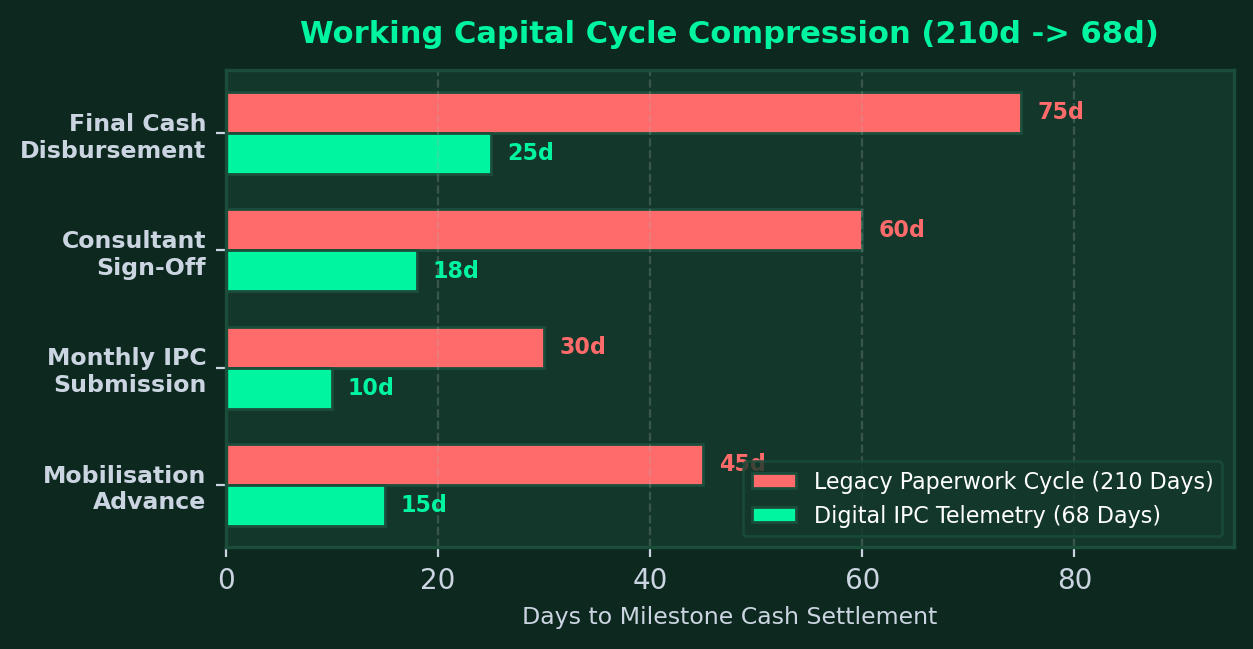 Working Capital Cycle Compression (210d -> 68d)
Final Cash
Disbursement
75d
25d
Consultant
Sign-Off
60d
18d
Monthly IPC
Submission
30d
10d
Mobilisation
Advance
45d
15d
Legacy Paperwork Cycle (210 Days)
Digital IPC Telemetry (68 Days)
0 20 40 60 80
Days to Milestone Cash Settlement